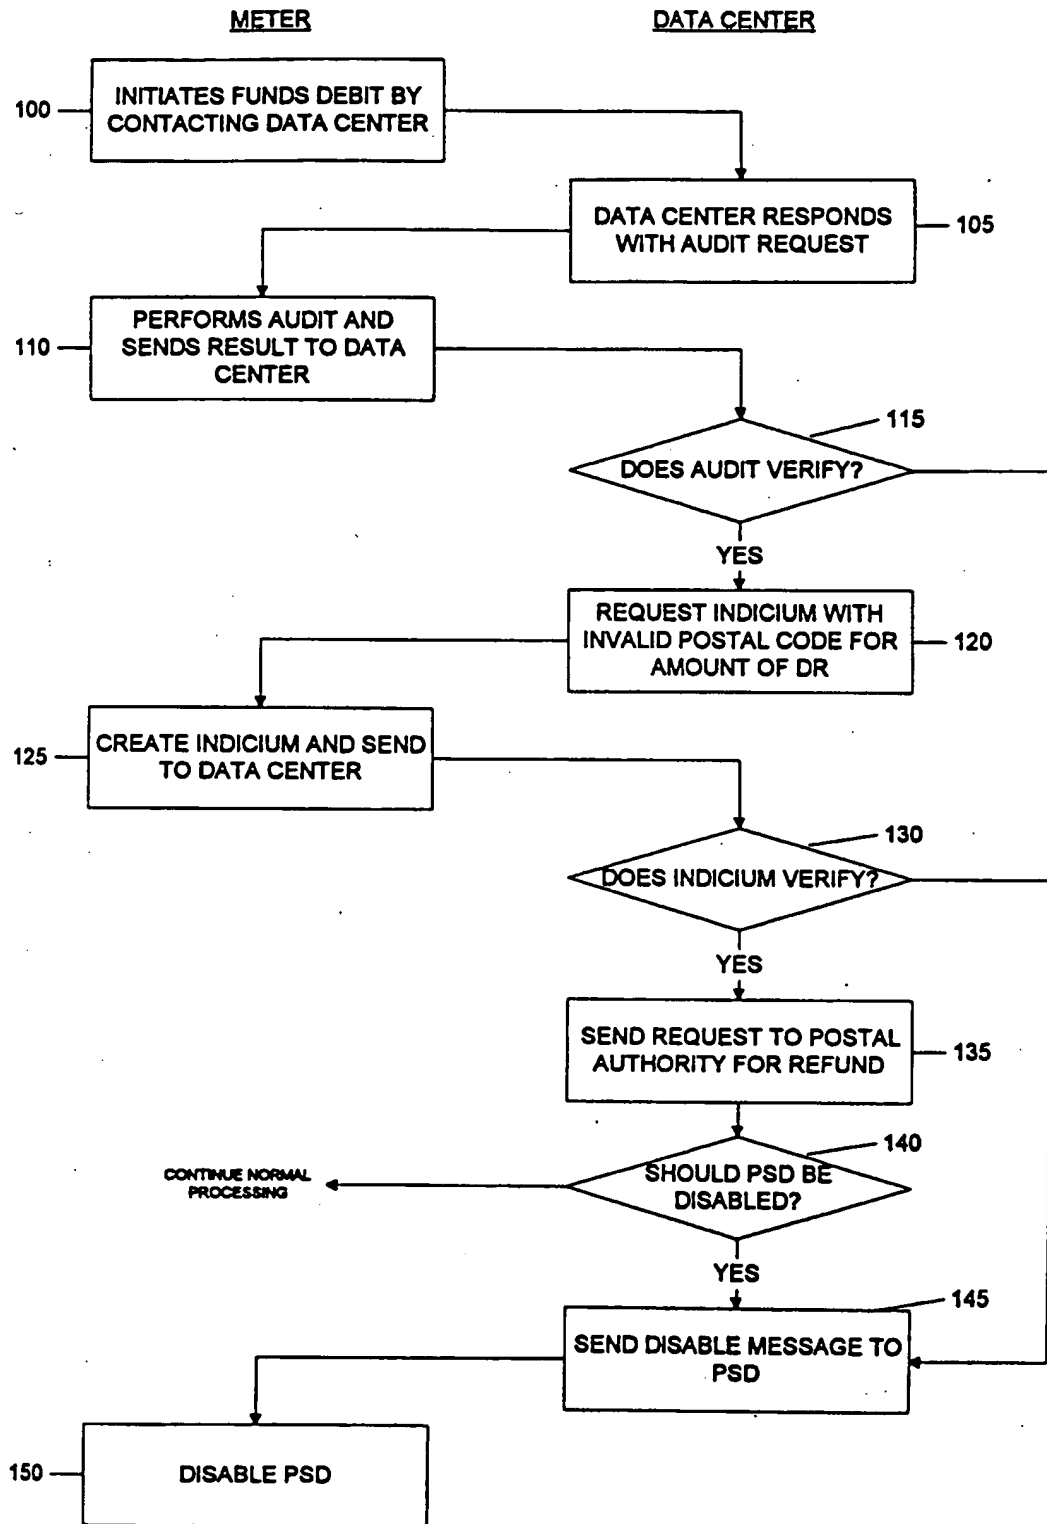 METER
DATA CENTER
100
INITIATES FUNDS DEBIT BY
CONTACTING DATA CENTER
DATA CENTER RESPONDS
WITH AUDIT REQUEST
105
110
PERFORMS AUDIT AND
SENDS RESULT TO DATA
CENTER
115
DOES AUDIT VERIFY?
YES
REQUEST INDICIUM WITH
INVALID POSTAL CODE FOR
AMOUNT OF DR
120
125
CREATE INDICIUM AND SEND
TO DATA CENTER
130
DOES INDICIUM VERIFY?
YES
SEND REQUEST TO POSTAL
AUTHORITY FOR REFUND
135
140
SHOULD PSD BE
DISABLED?
CONTINUE NORMAL
PROCESSING
YES
145
SEND DISABLE MESSAGE TO
PSD
150
DISABLE PSD